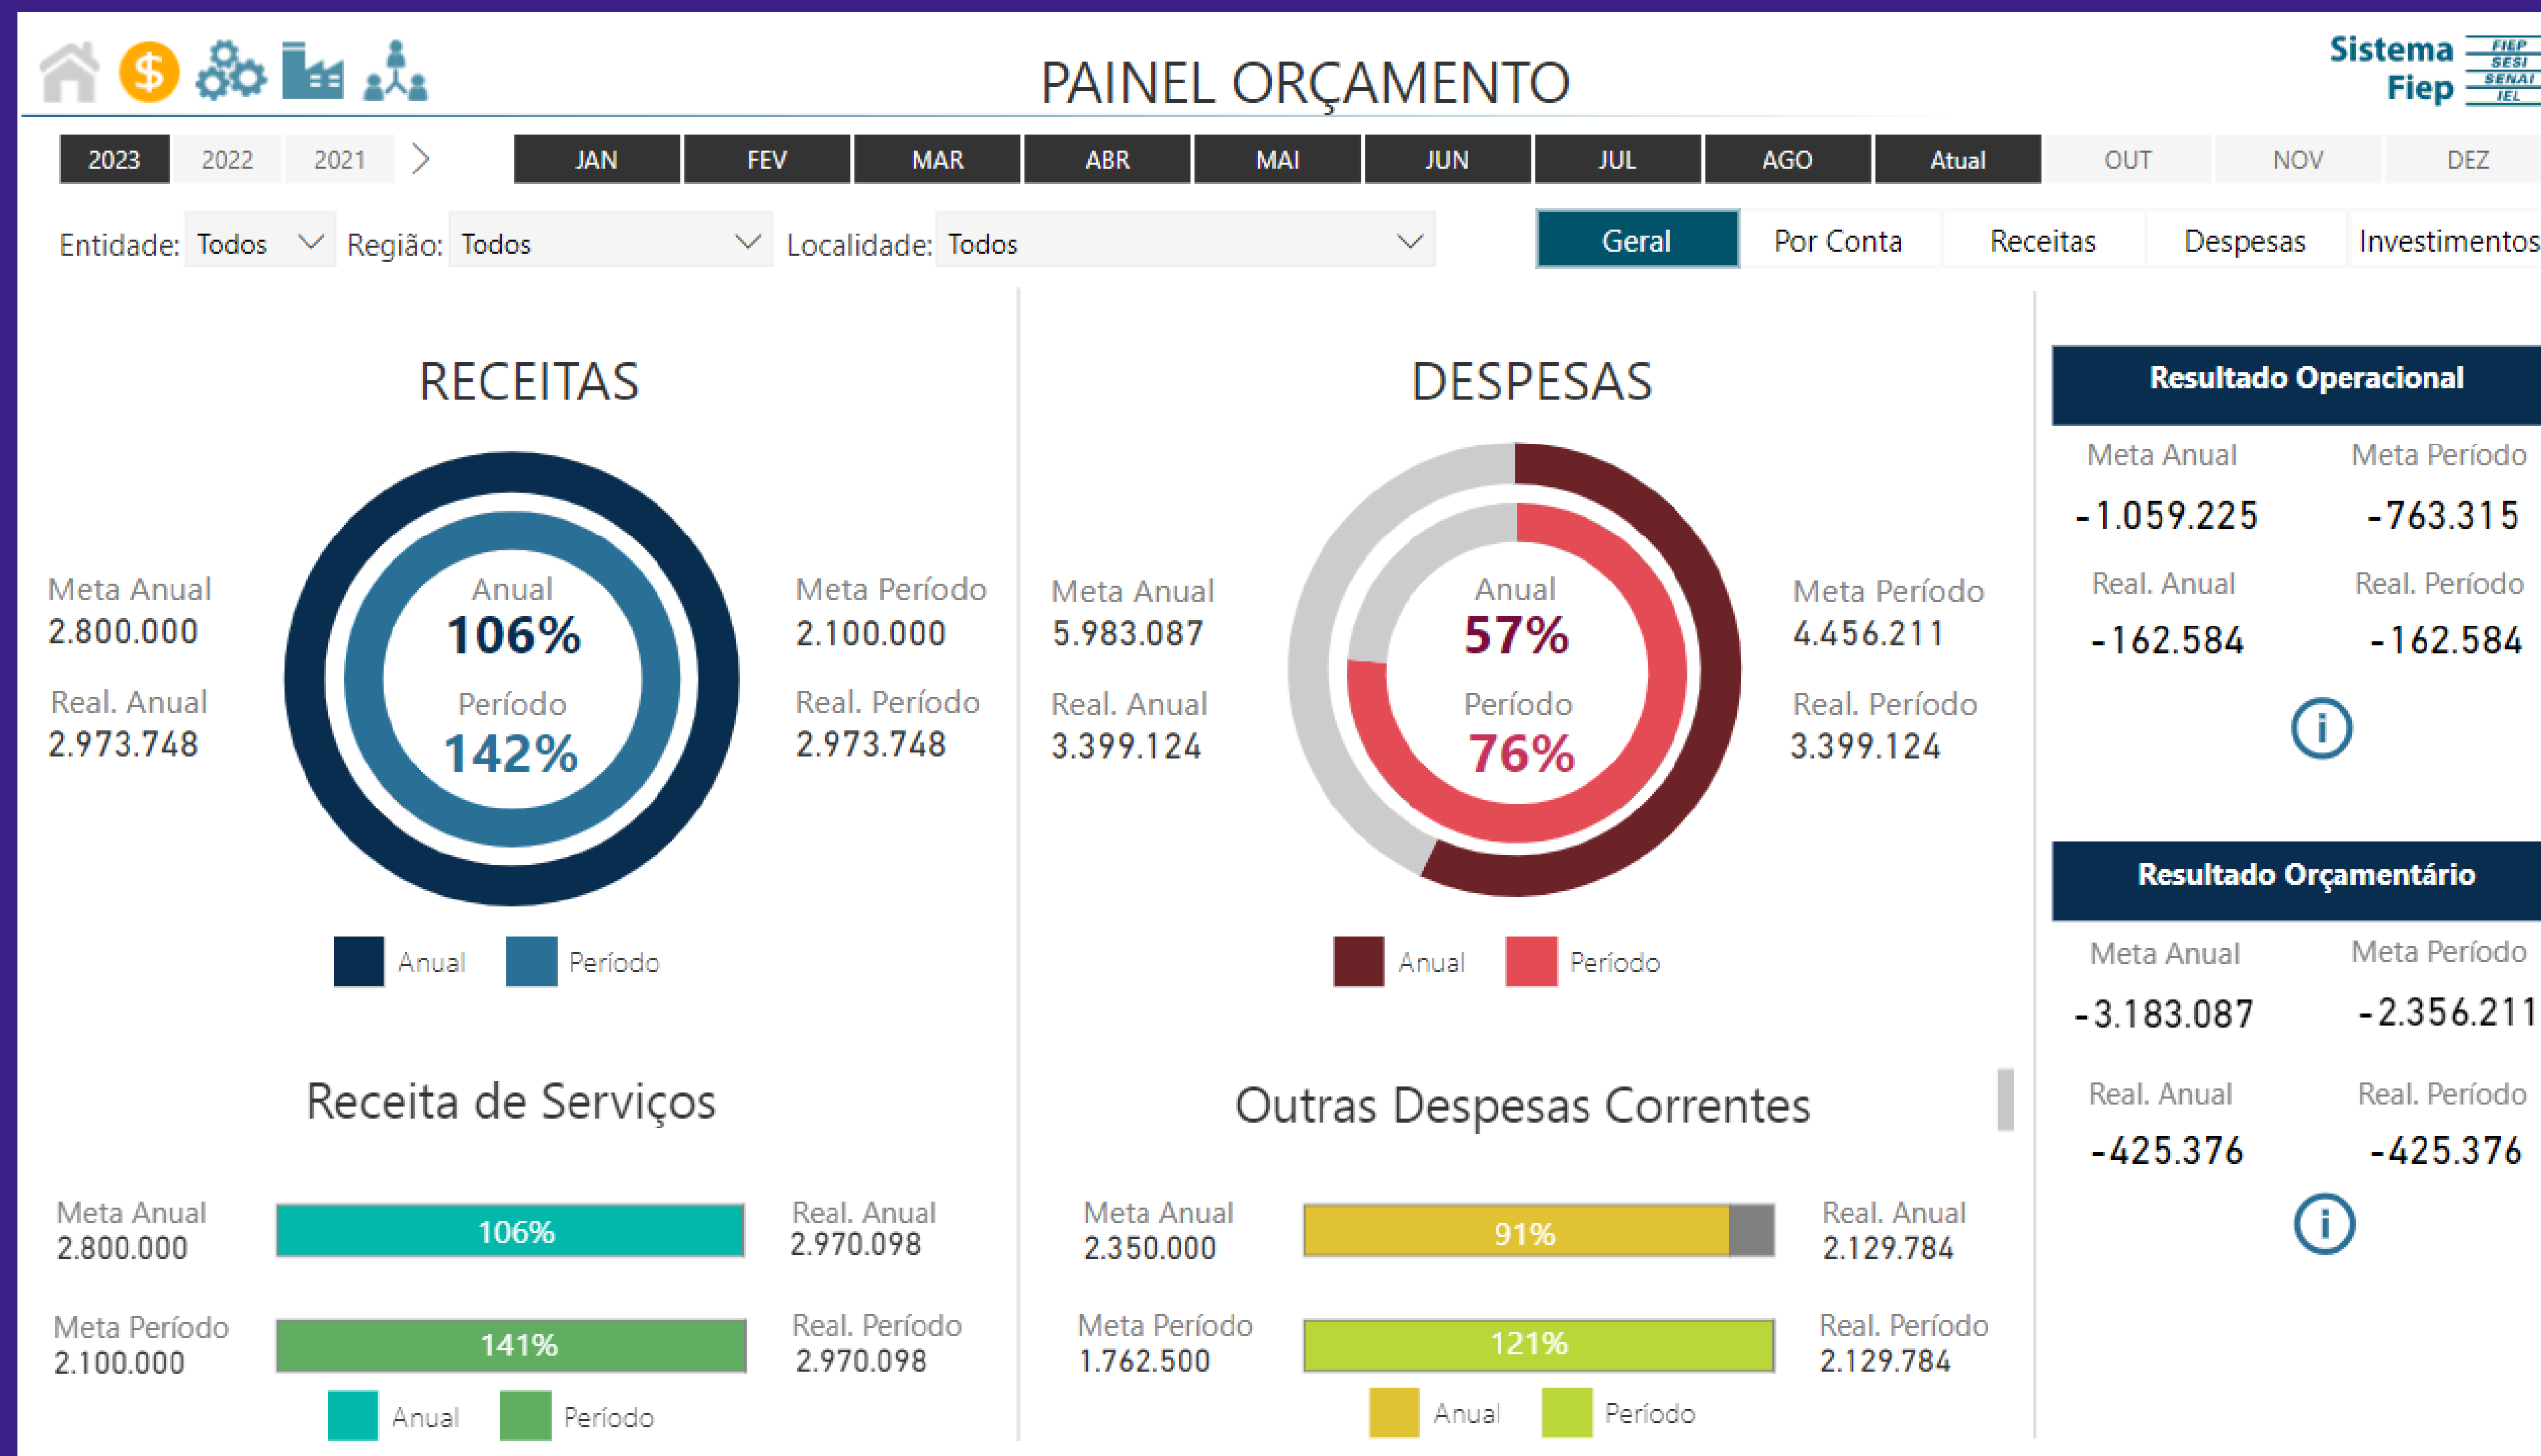 PAINEL ORÇAMENTO
Sistema Fiep
FIEP
SESI
SENAI
IEL
2023 2022 2021 JAN FEV MAR ABR MAI JUN JUL AGO Atual OUT NOV DEZ
Entidade: Todos Região: Todos Localidade: Todos Geral Por Conta Receitas Despesas Investimentos
RECEITAS
Meta Anual
2.800.000
Real. Anual
2.973.748
Anual
106%
Período
142%
Meta Período
2.100.000
Real. Período
2.973.748
Anual Período
DESPESAS
Meta Anual
5.983.087
Real. Anual
3.399.124
Anual
57%
Período
76%
Meta Período
4.456.211
Real. Período
3.399.124
Anual Período
Receita de Serviços
Meta Anual
2.800.000
106%
Real. Anual
2.970.098
Meta Período
2.100.000
141%
Real. Período
2.970.098
Anual Período
Outras Despesas Correntes
Meta Anual
2.350.000
91%
Real. Anual
2.129.784
Meta Período
1.762.500
121%
Real. Período
2.129.784
Anual Período
Resultado Operacional
Meta Anual Meta Período
-1.059.225 -763.315
Real. Anual Real. Período
-162.584 -162.584
Resultado Orçamentário
Meta Anual Meta Período
-3.183.087 -2.356.211
Real. Anual Real. Período
-425.376 -425.376